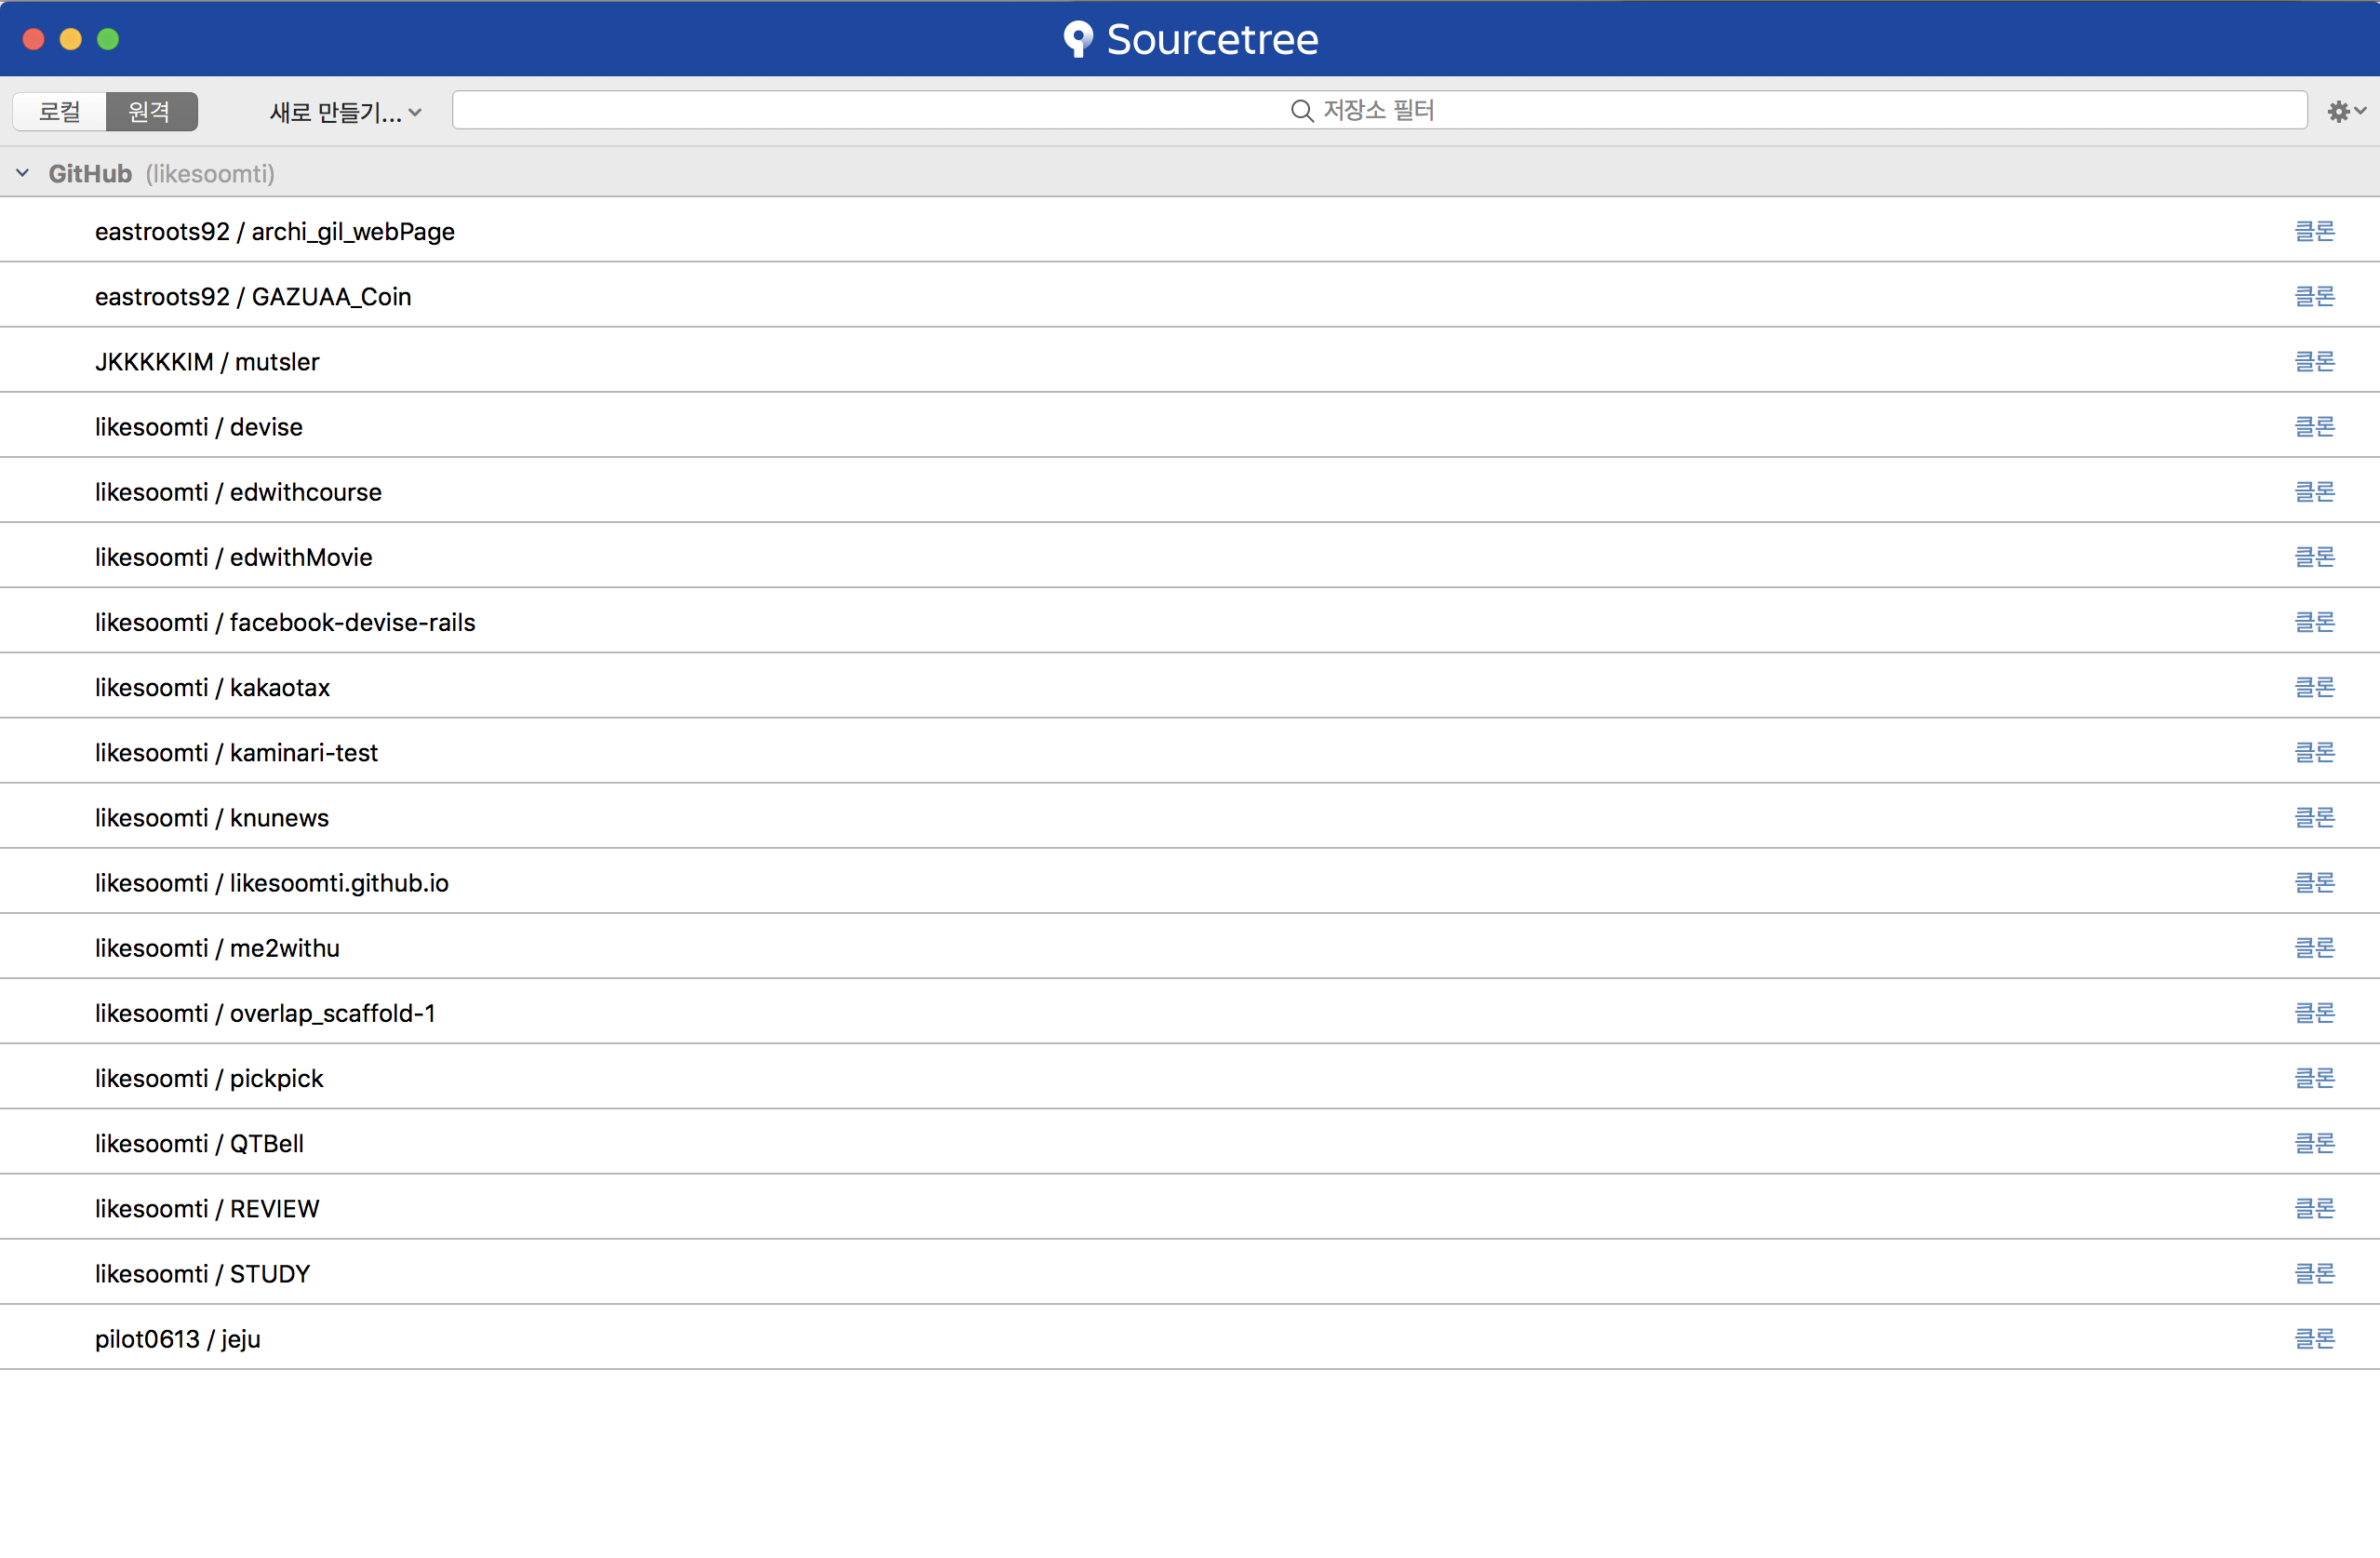 Sourcetree
로컬 원격 새로 만들기... 저장소 필터
GitHub (likesoomti)
eastroots92 / archi_gil_webPage 클론
eastroots92 / GAZUAA_Coin 클론
JKKKKKIM / mutsler 클론
likesoomti / devise 클론
likesoomti / edwithcourse 클론
likesoomti / edwithMovie 클론
likesoomti / facebook-devise-rails 클론
likesoomti / kakaotax 클론
likesoomti / kaminari-test 클론
likesoomti / knunews 클론
likesoomti / likesoomti.github.io 클론
likesoomti / me2withu 클론
likesoomti / overlap_scaffold-1 클론
likesoomti / pickpick 클론
likesoomti / QTBell 클론
likesoomti / REVIEW 클론
likesoomti / STUDY 클론
pilot0613 / jeju 클론